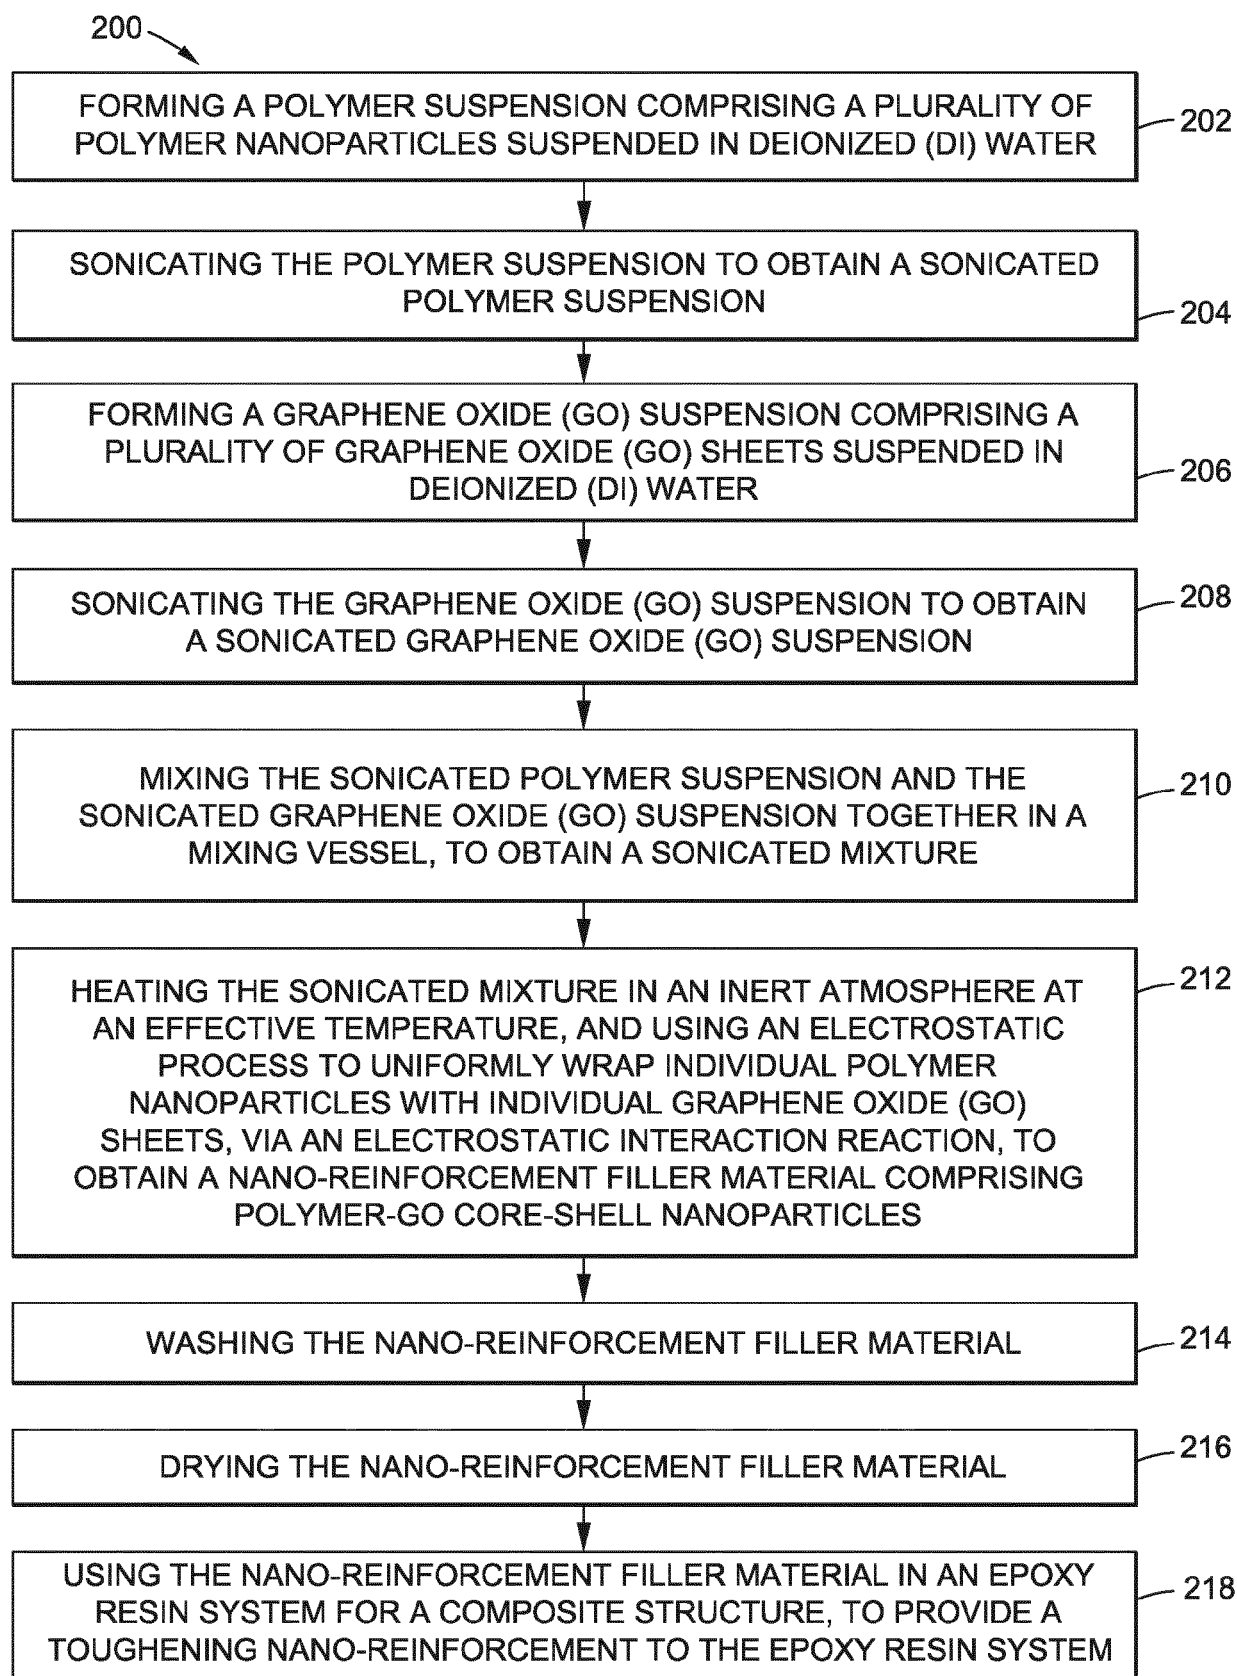 200
FORMING A POLYMER SUSPENSION COMPRISING A PLURALITY OF
POLYMER NANOPARTICLES SUSPENDED IN DEIONIZED (DI) WATER
202
SONICATING THE POLYMER SUSPENSION TO OBTAIN A SONICATED
POLYMER SUSPENSION
204
FORMING A GRAPHENE OXIDE (GO) SUSPENSION COMPRISING A
PLURALITY OF GRAPHENE OXIDE (GO) SHEETS SUSPENDED IN
DEIONIZED (DI) WATER
206
SONICATING THE GRAPHENE OXIDE (GO) SUSPENSION TO OBTAIN
A SONICATED GRAPHENE OXIDE (GO) SUSPENSION
208
MIXING THE SONICATED POLYMER SUSPENSION AND THE
SONICATED GRAPHENE OXIDE (GO) SUSPENSION TOGETHER IN A
MIXING VESSEL, TO OBTAIN A SONICATED MIXTURE
210
HEATING THE SONICATED MIXTURE IN AN INERT ATMOSPHERE AT
AN EFFECTIVE TEMPERATURE, AND USING AN ELECTROSTATIC
PROCESS TO UNIFORMLY WRAP INDIVIDUAL POLYMER
NANOPARTICLES WITH INDIVIDUAL GRAPHENE OXIDE (GO)
SHEETS, VIA AN ELECTROSTATIC INTERACTION REACTION, TO
OBTAIN A NANO-REINFORCEMENT FILLER MATERIAL COMPRISING
POLYMER-GO CORE-SHELL NANOPARTICLES
212
WASHING THE NANO-REINFORCEMENT FILLER MATERIAL
214
DRYING THE NANO-REINFORCEMENT FILLER MATERIAL
216
USING THE NANO-REINFORCEMENT FILLER MATERIAL IN AN EPOXY
RESIN SYSTEM FOR A COMPOSITE STRUCTURE, TO PROVIDE A
TOUGHENING NANO-REINFORCEMENT TO THE EPOXY RESIN SYSTEM
218